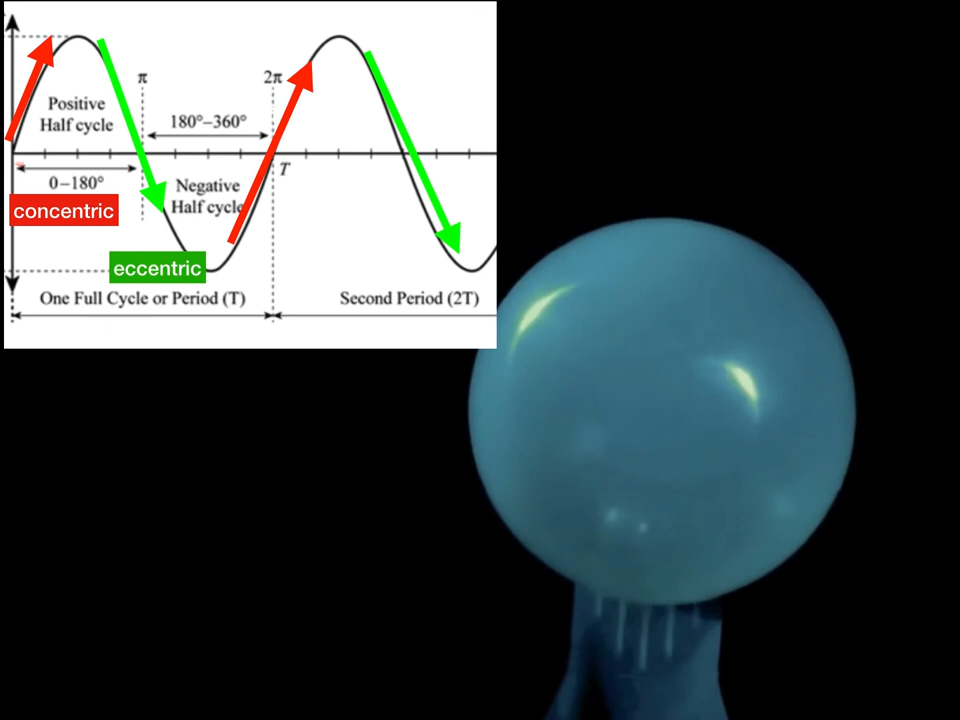 π
2π
Positive
Half cycle
180°–360°
T
0–180°
Negative
Half cycle
concentric
eccentric
One Full Cycle or Period (T)
Second Period (2T)